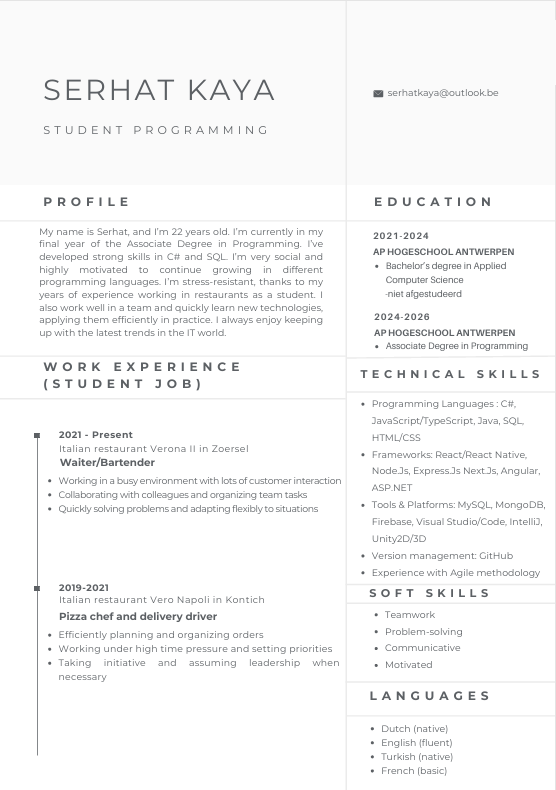 SERHAT KAYA
STUDENT PROGRAMMING
serhatkaya@outlook.be
PROFILE
My name is Serhat, and I'm 22 years old. I'm currently in my
final year of the Associate Degree in Programming. I've
developed strong skills in C# and SQL. I'm very social and
highly motivated to continue growing in different
programming languages. I'm stress-resistant, thanks to my
years of experience working in restaurants as a student. I
also work well in a team and quickly learn new technologies,
applying them efficiently in practice. I always enjoy keeping
up with the latest trends in the IT world.
WORK EXPERIENCE
(STUDENT JOB)
2021 - Present
Italian restaurant Verona II in Zoersel
Waiter/Bartender
• Working in a busy environment with lots of customer interaction
• Collaborating with colleagues and organizing team tasks
• Quickly solving problems and adapting flexibly to situations
2019-2021
Italian restaurant Vero Napoli in Kontich
Pizza chef and delivery driver
• Efficiently planning and organizing orders
• Working under high time pressure and setting priorities
• Taking initiative and assuming leadership when
necessary
EDUCATION
2021-2024
AP HOGESCHOOL ANTWERPEN
• Bachelor's degree in Applied
Computer Science
-niet afgestudeerd
2024-2026
AP HOGESCHOOL ANTWERPEN
• Associate Degree in Programming
TECHNICAL SKILLS
• Programming Languages : C#,
JavaScript/TypeScript, Java, SQL,
HTML/CSS
• Frameworks: React/React Native,
Node.Js, Express.Js Next.Js, Angular,
ASP.NET
• Tools & Platforms: MySQL, MongoDB,
Firebase, Visual Studio/Code, IntelliJ,
Unity2D/3D
• Version management: GitHub
• Experience with Agile methodology
SOFT SKILLS
• Teamwork
• Problem-solving
• Communicative
• Motivated
LANGUAGES
• Dutch (native)
• English (fluent)
• Turkish (native)
• French (basic)